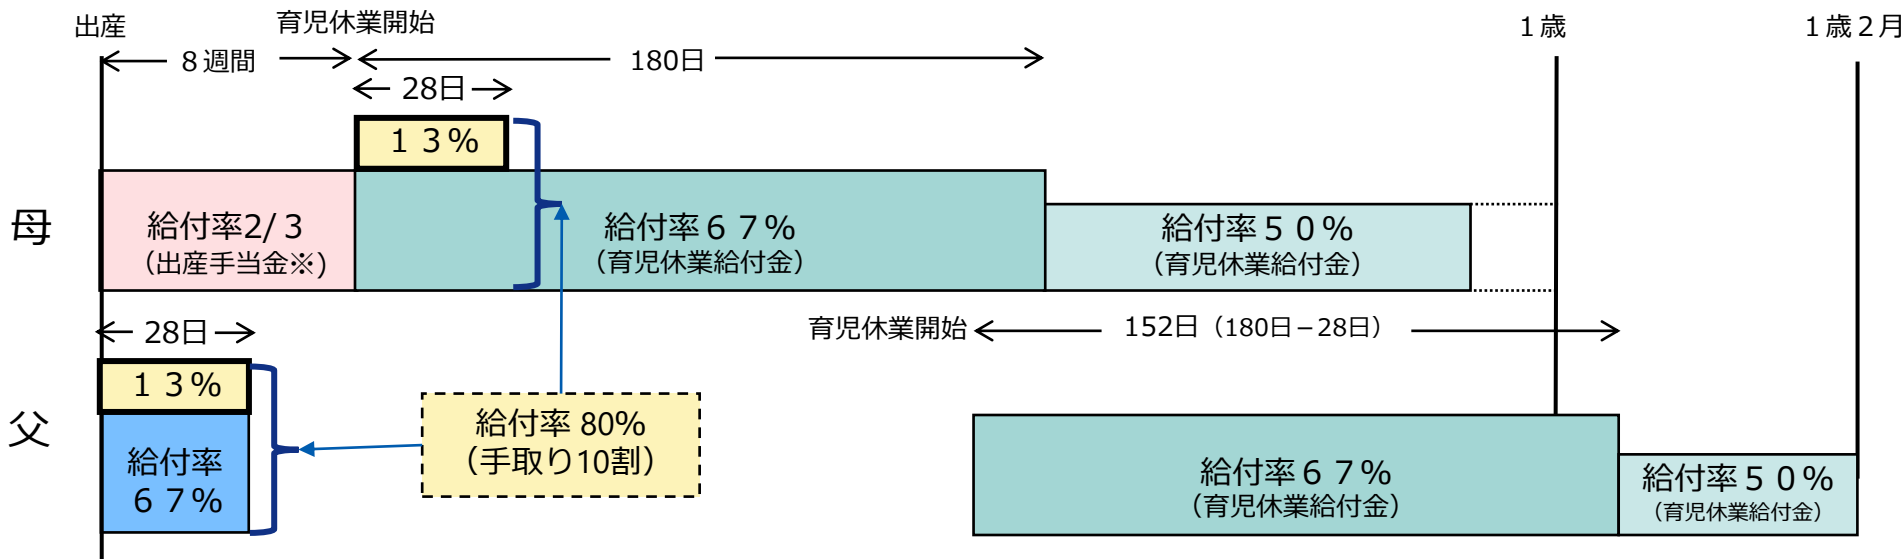 出産
育児休業開始
１歳
１歳２月
８週間
180日
28日
１３%
母
給付率2/３
（出産手当金※）
給付率６７%
（育児休業給付金）
給付率５０%
（育児休業給付金）
28日
育児休業開始
152日（180日－28日）
１３%
父
給付率
６７%
給付率 80%
（手取り10割）
給付率６７%
（育児休業給付金）
給付率５０%
（育児休業給付金）